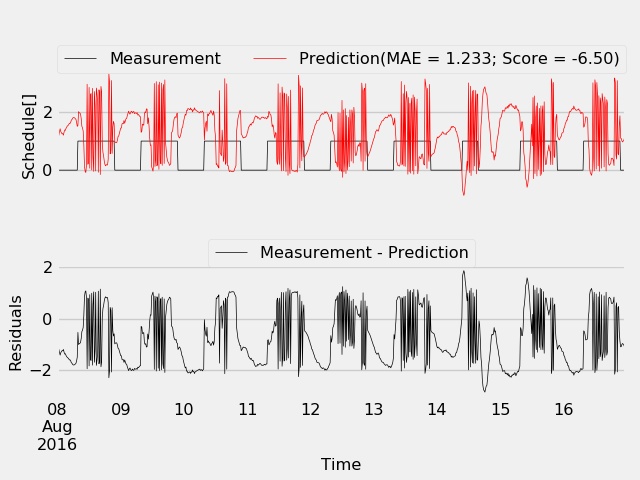 Measurement
Prediction(MAE = 1.233; Score = -6.50)
Schedule[]
2
0
Measurement - Prediction
Residuals
2
0
−2
08 09 10 11 12 13 14 15 16
Aug
2016
Time